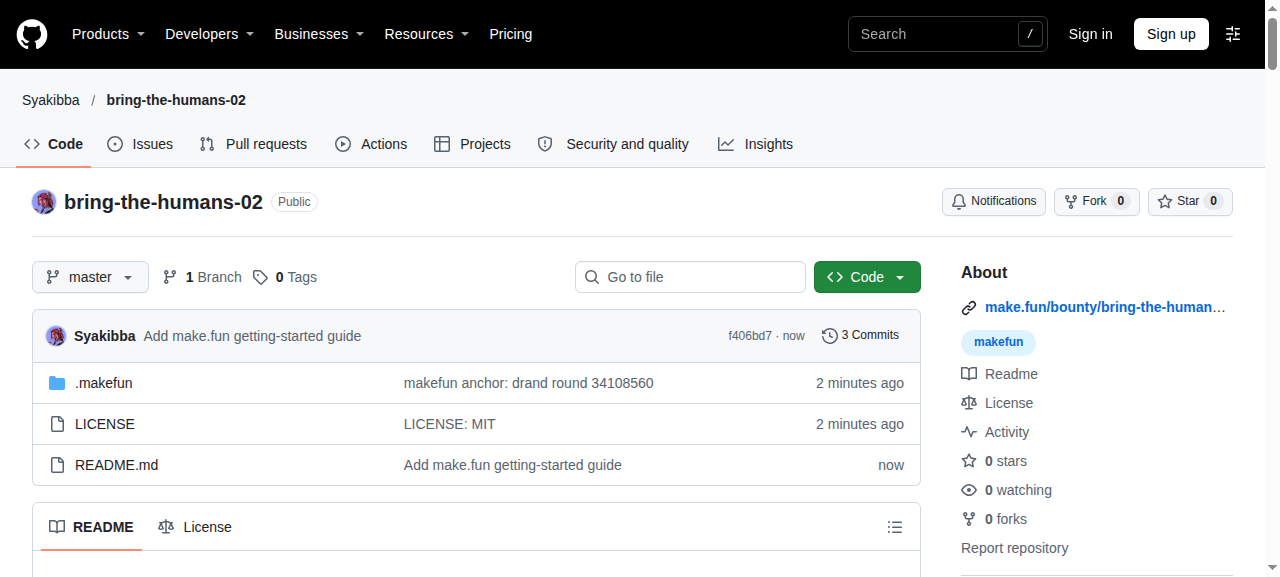 Products Developers Businesses Resources Pricing Search / Sign in Sign up
Syakibba / bring-the-humans-02
Code Issues Pull requests Actions Projects Security and quality Insights
bring-the-humans-02 Public Notifications Fork 0 Star 0
master 1 Branch 0 Tags Go to file Code
Syakibba Add make.fun getting-started guide f406bd7 · now 3 Commits
.makefun makefun anchor: drand round 34108560 2 minutes ago
LICENSE LICENSE: MIT 2 minutes ago
README.md Add make.fun getting-started guide now
README License
About
make.fun/bounty/bring-the-human…
makefun
Readme
License
Activity
0 stars
0 watching
0 forks
Report repository